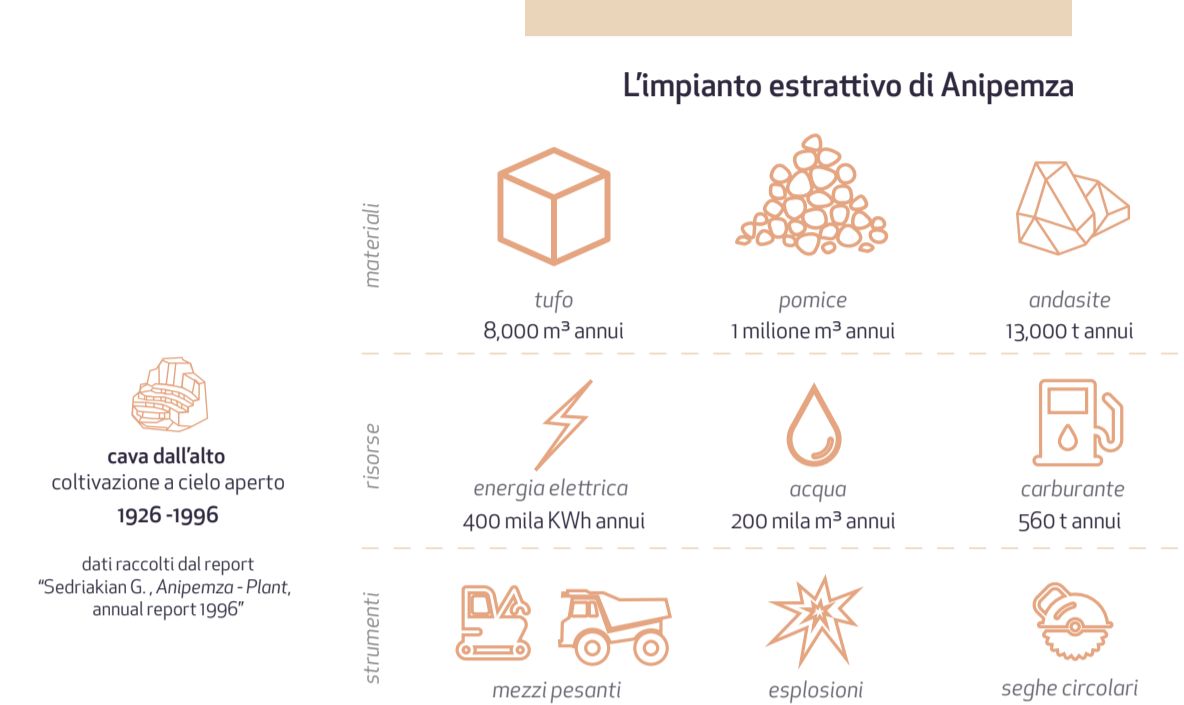 L'impianto estrattivo di Anipemza
materiali
tufo
8,000 m³ annui
pomice
1 milione m³ annui
andasite
13,000 t annui
cava dall'alto
coltivazione a cielo aperto
1926 -1996
dati raccolti dal report
“Sedriakian G. , Anipemza - Plant,
annual report 1996”
risorse
energia elettrica
400 mila KWh annui
acqua
200 mila m³ annui
carburante
560 t annui
strumenti
mezzi pesanti
esplosioni
seghe circolari